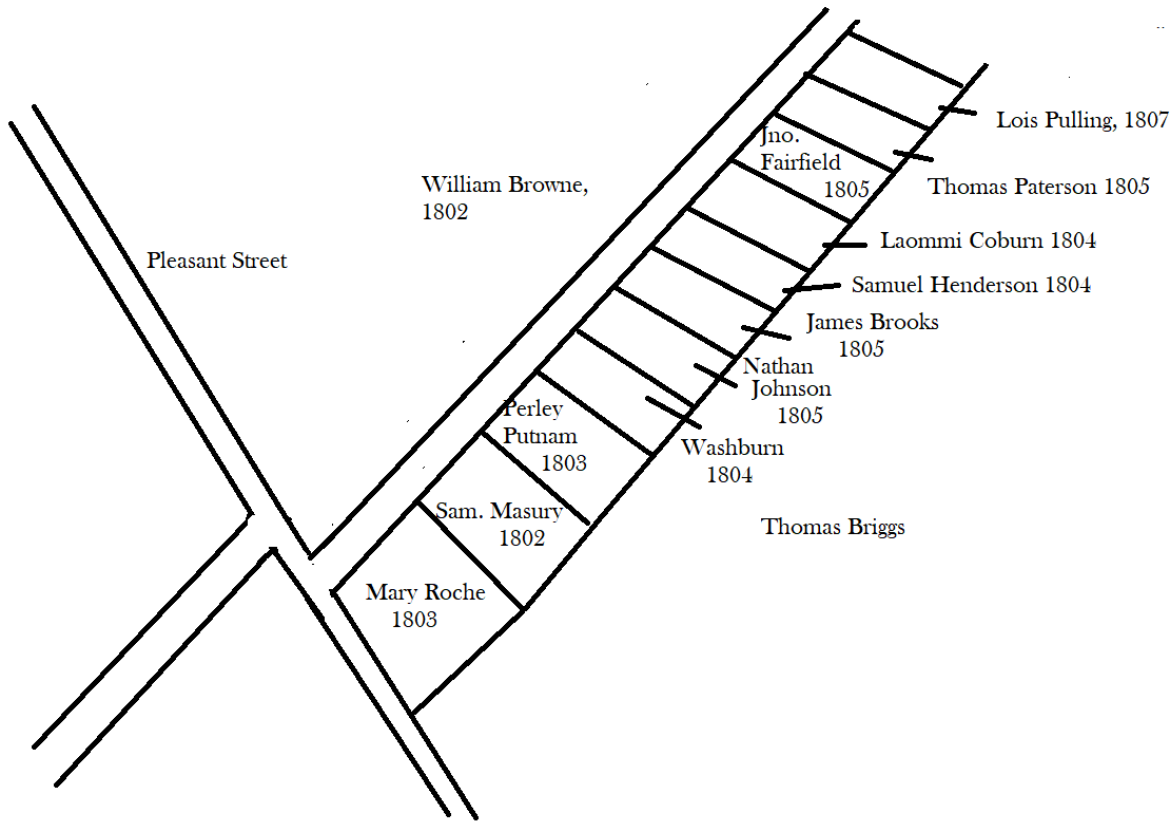 Lois Pulling, 1807
Jno.
Fairfield
1805
Thomas Paterson 1805
William Browne,
1802
Laommi Coburn 1804
Pleasant Street
Samuel Henderson 1804
James Brooks
1805
Nathan
Johnson
1805
Perley
Putnam
1803
Washburn
1804
Sam. Masury
1802
Thomas Briggs
Mary Roche
1803